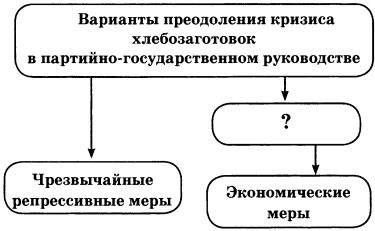 Варианты преодоления кризиса
хлебозаготовок
в партийно-государственном руководстве
?
Чрезвычайные
репрессивные меры
Экономические
меры